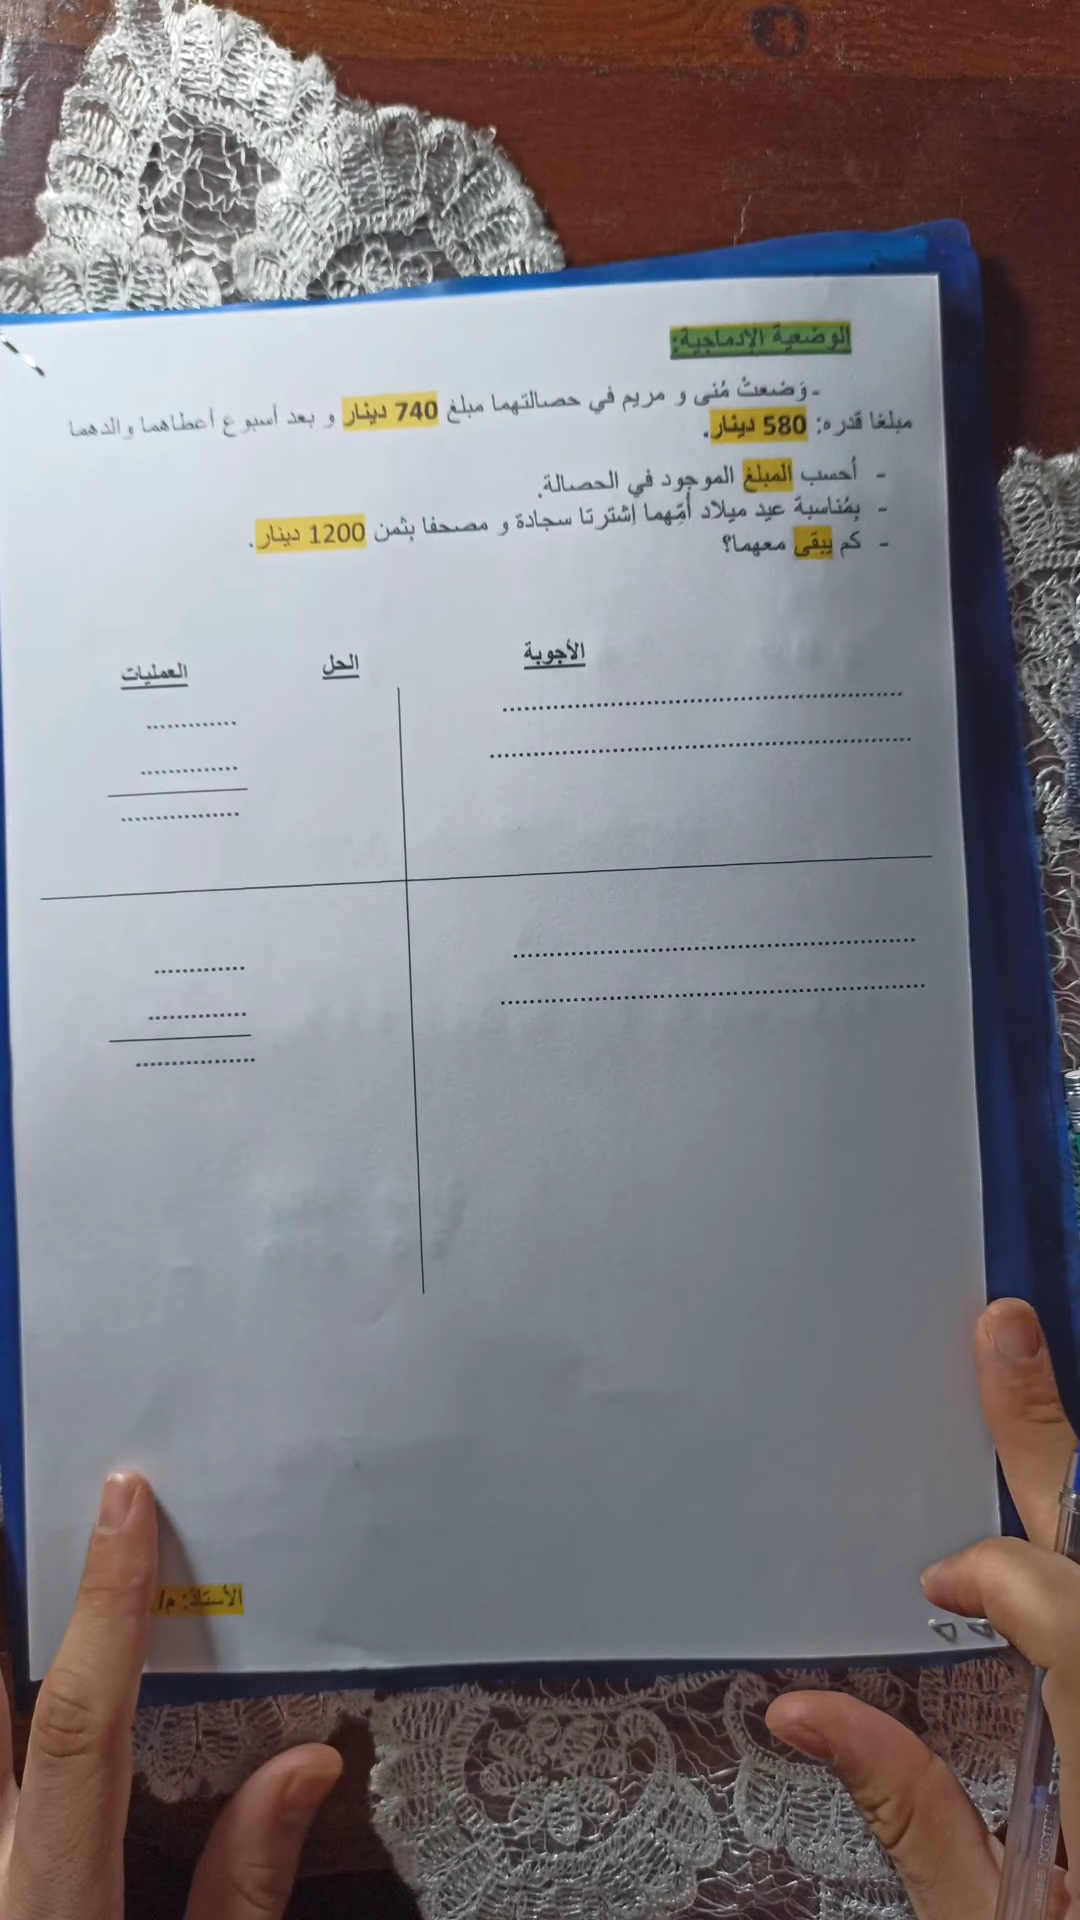 الوضعية الإدماجية:
- وَضعتْ مُنى و مريم في حصالتهما مبلغ 740 دينار و بعد أسبوع أعطاهما والدهما
مبلغا قدره: 580 دينار.
- أحسب المبلغ الموجود في الحصالة.
- بمُناسبة عيد ميلاد أمّهما إشترتا سجادة و مصحفا بثمن 1200 دينار.
- كم يبقى معهما؟
الأجوبة الحل العمليات
الأستاذ: م/